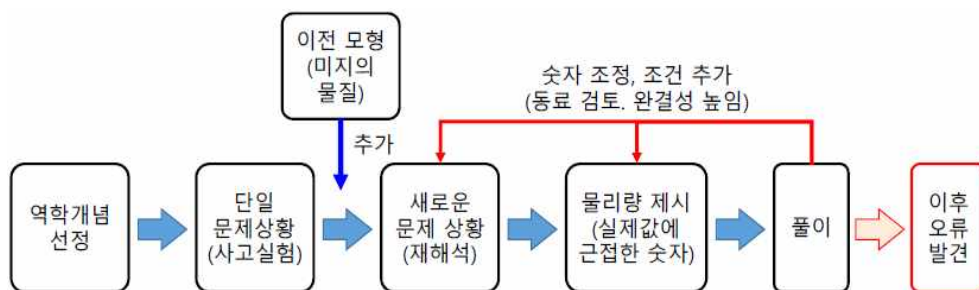 이전 모형
(미지의
물질)
추가
숫자 조정, 조건 추가
(동료 검토. 완결성 높임)
역학개념
선정
단일
문제상황
(사고실험)
새로운
문제 상황
(재해석)
물리량 제시
(실제값에
근접한 숫자)
풀이
이후
오류
발견